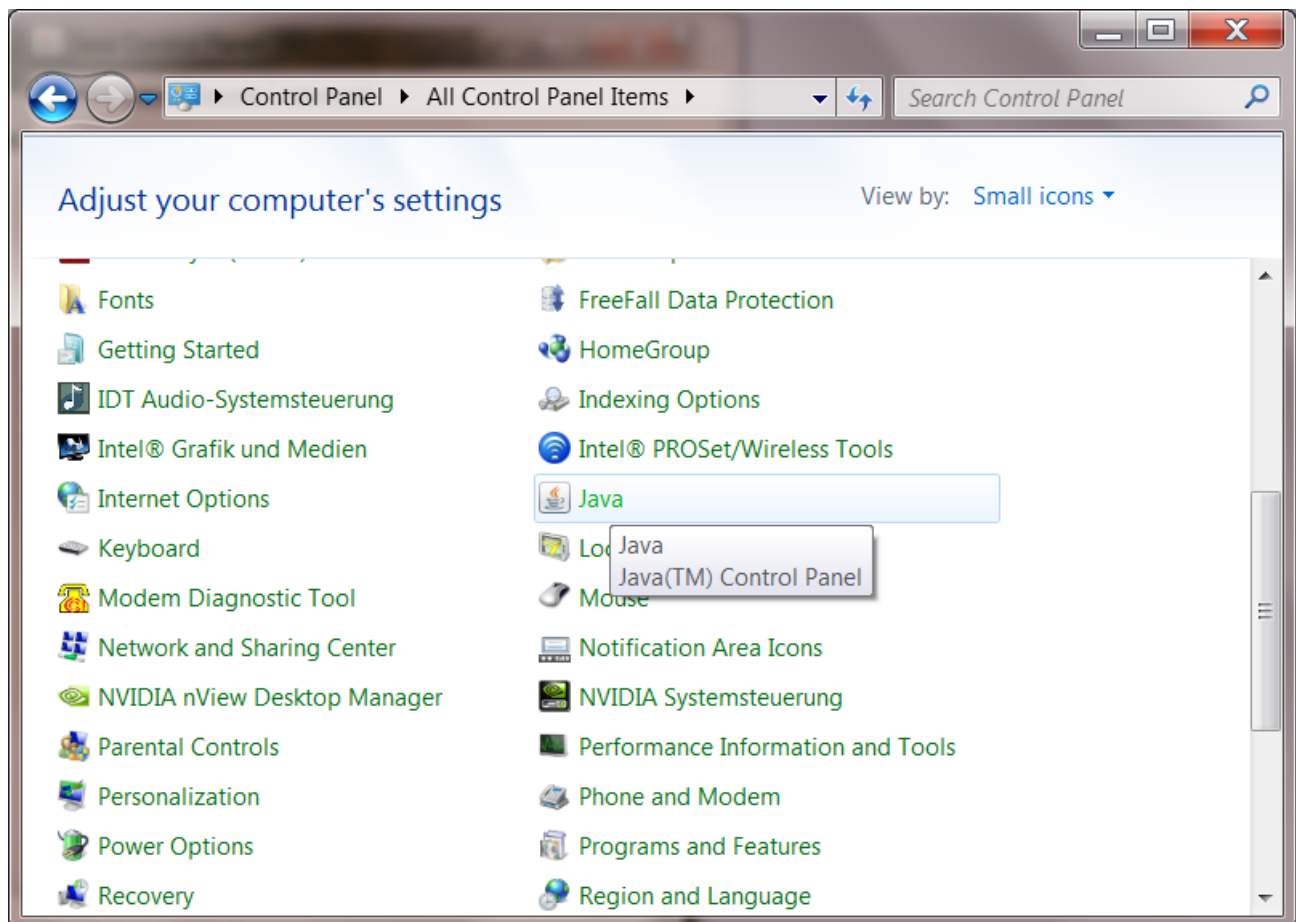 Control Panel All Control Panel Items
Search Control Panel
Adjust your computer's settings
View by: Small icons
Fonts
FreeFall Data Protection
Getting Started
HomeGroup
IDT Audio-Systemsteuerung
Indexing Options
Intel® Grafik und Medien
Intel® PROSet/Wireless Tools
Internet Options
Java
Keyboard
Java
Java(TM) Control Panel
Modem Diagnostic Tool
Mouse
Network and Sharing Center
Notification Area Icons
NVIDIA nView Desktop Manager
NVIDIA Systemsteuerung
Parental Controls
Performance Information and Tools
Personalization
Phone and Modem
Power Options
Programs and Features
Recovery
Region and Language